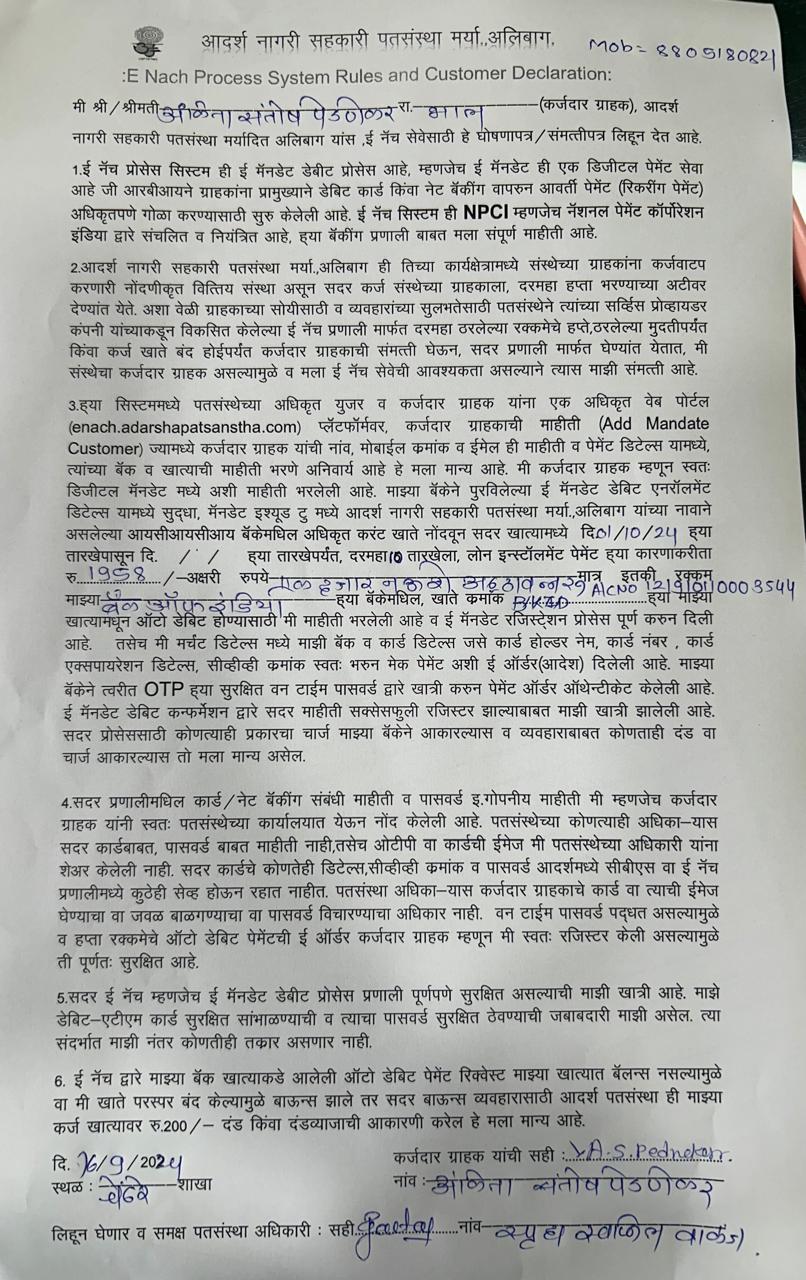 आदर्श नागरी सहकारी पतसंस्था मर्या.,अलिबाग.
Mob= 8805180821
:E Nach Process System Rules and Customer Declaration:
मी श्री/श्रीमती संतोष पेडणेकर रा. (कर्जदार ग्राहक), आदर्श
नागरी सहकारी पतसंस्था मर्यादित अलिबाग यांस ,ई नॅच सेवेसाठी हे घोषणापत्र/संमत्तीपत्र लिहून देत आहे.
1.ई नॅच प्रोसेस सिस्टम ही ई मॅनडेट डेबीट प्रोसेस आहे, म्हणजेच ई मॅनडेट ही एक डिजीटल पेमेंट सेवा
आहे जी आरबीआयने ग्राहकांना प्रामुख्याने डेबिट कार्ड किंवा नेट बॅकींग वापरुन आवर्ती पेमेंट (रिकरींग पेमेंट)
अधिकृतपणे गोळा करण्यासाठी सुरु केलेली आहे. ई नॅच सिस्टम ही NPCI म्हणजेच नॅशनल पेमेंट कॉर्पोरेशन
इंडिया द्वारे संचलित व नियंत्रित आहे, ह्या बॅकींग प्रणाली बाबत मला संपूर्ण माहीती आहे.
2.आदर्श नागरी सहकारी पतसंस्था मर्या.,अलिबाग ही तिच्या कार्यक्षेत्रामध्ये संस्थेच्या ग्राहकांना कर्जवाटप
करणारी नोंदणीकृत वित्तिय संस्था असून सदर कर्ज संस्थेच्या ग्राहकाला, दरमहा हप्ता भरण्याच्या अटीवर
देण्यांत येते. अशा वेळी ग्राहकाच्या सोयीसाठी व व्यवहारांच्या सुलभतेसाठी पतसंस्थेने त्यांच्या सर्व्हिस प्रोव्हायडर
कंपनी यांच्याकडून विकसित केलेल्या ई नॅच प्रणाली मार्फत दरमहा ठरलेल्या रक्कमेचे हप्ते,ठरलेल्या मुदतीपर्यंत
किंवा कर्ज खाते बंद होईपर्यंत कर्जदार ग्राहकाची संमत्ती घेऊन, सदर प्रणाली मार्फत घेण्यांत येतात, मी
संस्थेचा कर्जदार ग्राहक असल्यामुळे व मला ई नॅच सेवेची आवश्यकता असल्याने त्यास माझी संमत्ती आहे.
3.ह्या सिस्टममध्ये पतसंस्थेच्या अधिकृत युजर व कर्जदार ग्राहक यांना एक अधिकृत वेब पोर्टल
(enach.adarshapatsanstha.com) प्लॅटफॉर्मवर, कर्जदार ग्राहकाची माहीती (Add Mandate
Customer) ज्यामध्ये कर्जदार ग्राहक यांची नांव, मोबाईल क्रमांक व ईमेल ही माहीती व पेमेंट डिटेल्स यामध्ये,
त्यांच्या बॅक व खात्याची माहीती भरणे अनिवार्य आहे हे मला मान्य आहे. मी कर्जदार ग्राहक म्हणून स्वतः
डिजीटल मॅनडेट मध्ये अशी माहीती भरलेली आहे. माझ्या बॅकेने पुरविलेल्या ई मॅनडेट डेबिट एनरॉलमेंट
डिटेल्स यामध्ये सुद्धा, मॅनडेट इश्यूड टु मध्ये आदर्श नागरी सहकारी पतसंस्था मर्या.,अलिबाग यांच्या नावाने
असलेल्या आयसीआयसीआय बॅकेमधिल अधिकृत करंट खाते नोंदवून सदर खात्यामध्ये दि.01/10/24 ह्या
तारखेपासून दि. / / ह्या तारखेपर्यंत, दरमहा10 तारखेला, लोन इन्स्टॉलमेंट पेमेंट ह्या कारणाकरीता
रु.1958/-अक्षरी रुपये एक हजार नऊशे अठ्ठावन्न मात्र इतकी रक्कम
माझ्या बँक ऑफ इंडिया ह्या बॅकेमधिल, खाते क्रमांक A/C No 121910110003544 ह्या माझ्या
खात्यामधून ऑटो डेबिट होण्यासाठी मी माहीती भरलेली आहे व ई मॅनडेट रजिस्ट्रेशन प्रोसेस पूर्ण करुन दिली
आहे. तसेच मी मर्चंट डिटेल्स मध्ये माझी बॅक व कार्ड डिटेल्स जसे कार्ड होल्डर नेम, कार्ड नंबर , कार्ड
एक्सपायरेशन डिटेल्स, सीव्हीव्ही क्रमांक स्वतः भरुन मेक पेमेंट अशी ई ऑर्डर(आदेश) दिलेली आहे. माझ्या
बॅकेने त्वरीत OTP ह्या सुरक्षित वन टाईम पासवर्ड द्वारे खात्री करुन पेमेंट ऑर्डर ऑथेन्टीकेट केलेली आहे.
ई मॅनडेट डेबिट कन्फर्मेशन द्वारे सदर माहीती सक्सेसफुली रजिस्टर झाल्याबाबत माझी खात्री झालेली आहे.
सदर प्रोसेससाठी कोणत्याही प्रकारचा चार्ज माझ्या बॅकेने आकारल्यास व व्यवहाराबाबत कोणताही दंड वा
चार्ज आकारल्यास तो मला मान्य असेल.
4.सदर प्रणालीमधिल कार्ड/नेट बॅकींग संबंधी माहीती व पासवर्ड इ.गोपनीय माहीती मी म्हणजेच कर्जदार
ग्राहक यांनी स्वतः पतसंस्थेच्या कार्यालयात येऊन नोंद केलेली आहे. पतसंस्थेच्या कोणत्याही अधिका–यास
सदर कार्डबाबत, पासवर्ड बाबत माहीती नाही,तसेच ओटीपी वा कार्डची ईमेज मी पतसंस्थेच्या अधिकारी यांना
शेअर केलेली नाही. सदर कार्डचे कोणतेही डिटेल्स,सीव्हीव्ही क्रमांक व पासवर्ड आदर्शमध्ये सीबीएस वा ई नॅच
प्रणालीमध्ये कुठेही सेव्ह होऊन रहात नाहीत. पतसंस्था अधिका–यास कर्जदार ग्राहकाचे कार्ड वा त्याची ईमेज
घेण्याचा वा जवळ बाळगण्याचा वा पासवर्ड विचारण्याचा अधिकार नाही. वन टाईम पासवर्ड पद्धत असल्यामुळे
व हप्ता रक्कमेचे ऑटो डेबिट पेमेंटची ई ऑर्डर कर्जदार ग्राहक म्हणून मी स्वतः रजिस्टर केली असल्यामुळे
ती पूर्णतः सुरक्षित आहे.
5.सदर ई नॅच म्हणजेच ई मॅनडेट डेबीट प्रोसेस प्रणाली पूर्णपणे सुरक्षित असल्याची माझी खात्री आहे. माझे
डेबिट–एटीएम कार्ड सुरक्षित सांभाळण्याची व त्याचा पासवर्ड सुरक्षित ठेवण्याची जबाबदारी माझी असेल. त्या
संदर्भात माझी नंतर कोणतीही तक्रार असणार नाही.
6. ई नॅच द्वारे माझ्या बॅक खात्याकडे आलेली ऑटो डेबिट पेमेंट रिक्वेस्ट माझ्या खात्यात बॅलंन्स नसल्यामुळे
वा मी खाते परस्पर बंद केल्यामुळे बाऊन्स झाले तर सदर बाऊन्स व्यवहारासाठी आदर्श पतसंस्था ही माझ्या
कर्ज खात्यावर रु.200/– दंड किंवा दंडव्याजाची आकारणी करेल हे मला मान्य आहे.
दि. 16/9/2024 कर्जदार ग्राहक यांची सही : A.S.Pednekar.
स्थळ : चेंढरे शाखा नांव : संतोष पेडणेकर
लिहून घेणार व समक्ष पतसंस्था अधिकारी : सही नांव स्पृहा स्वप्निल